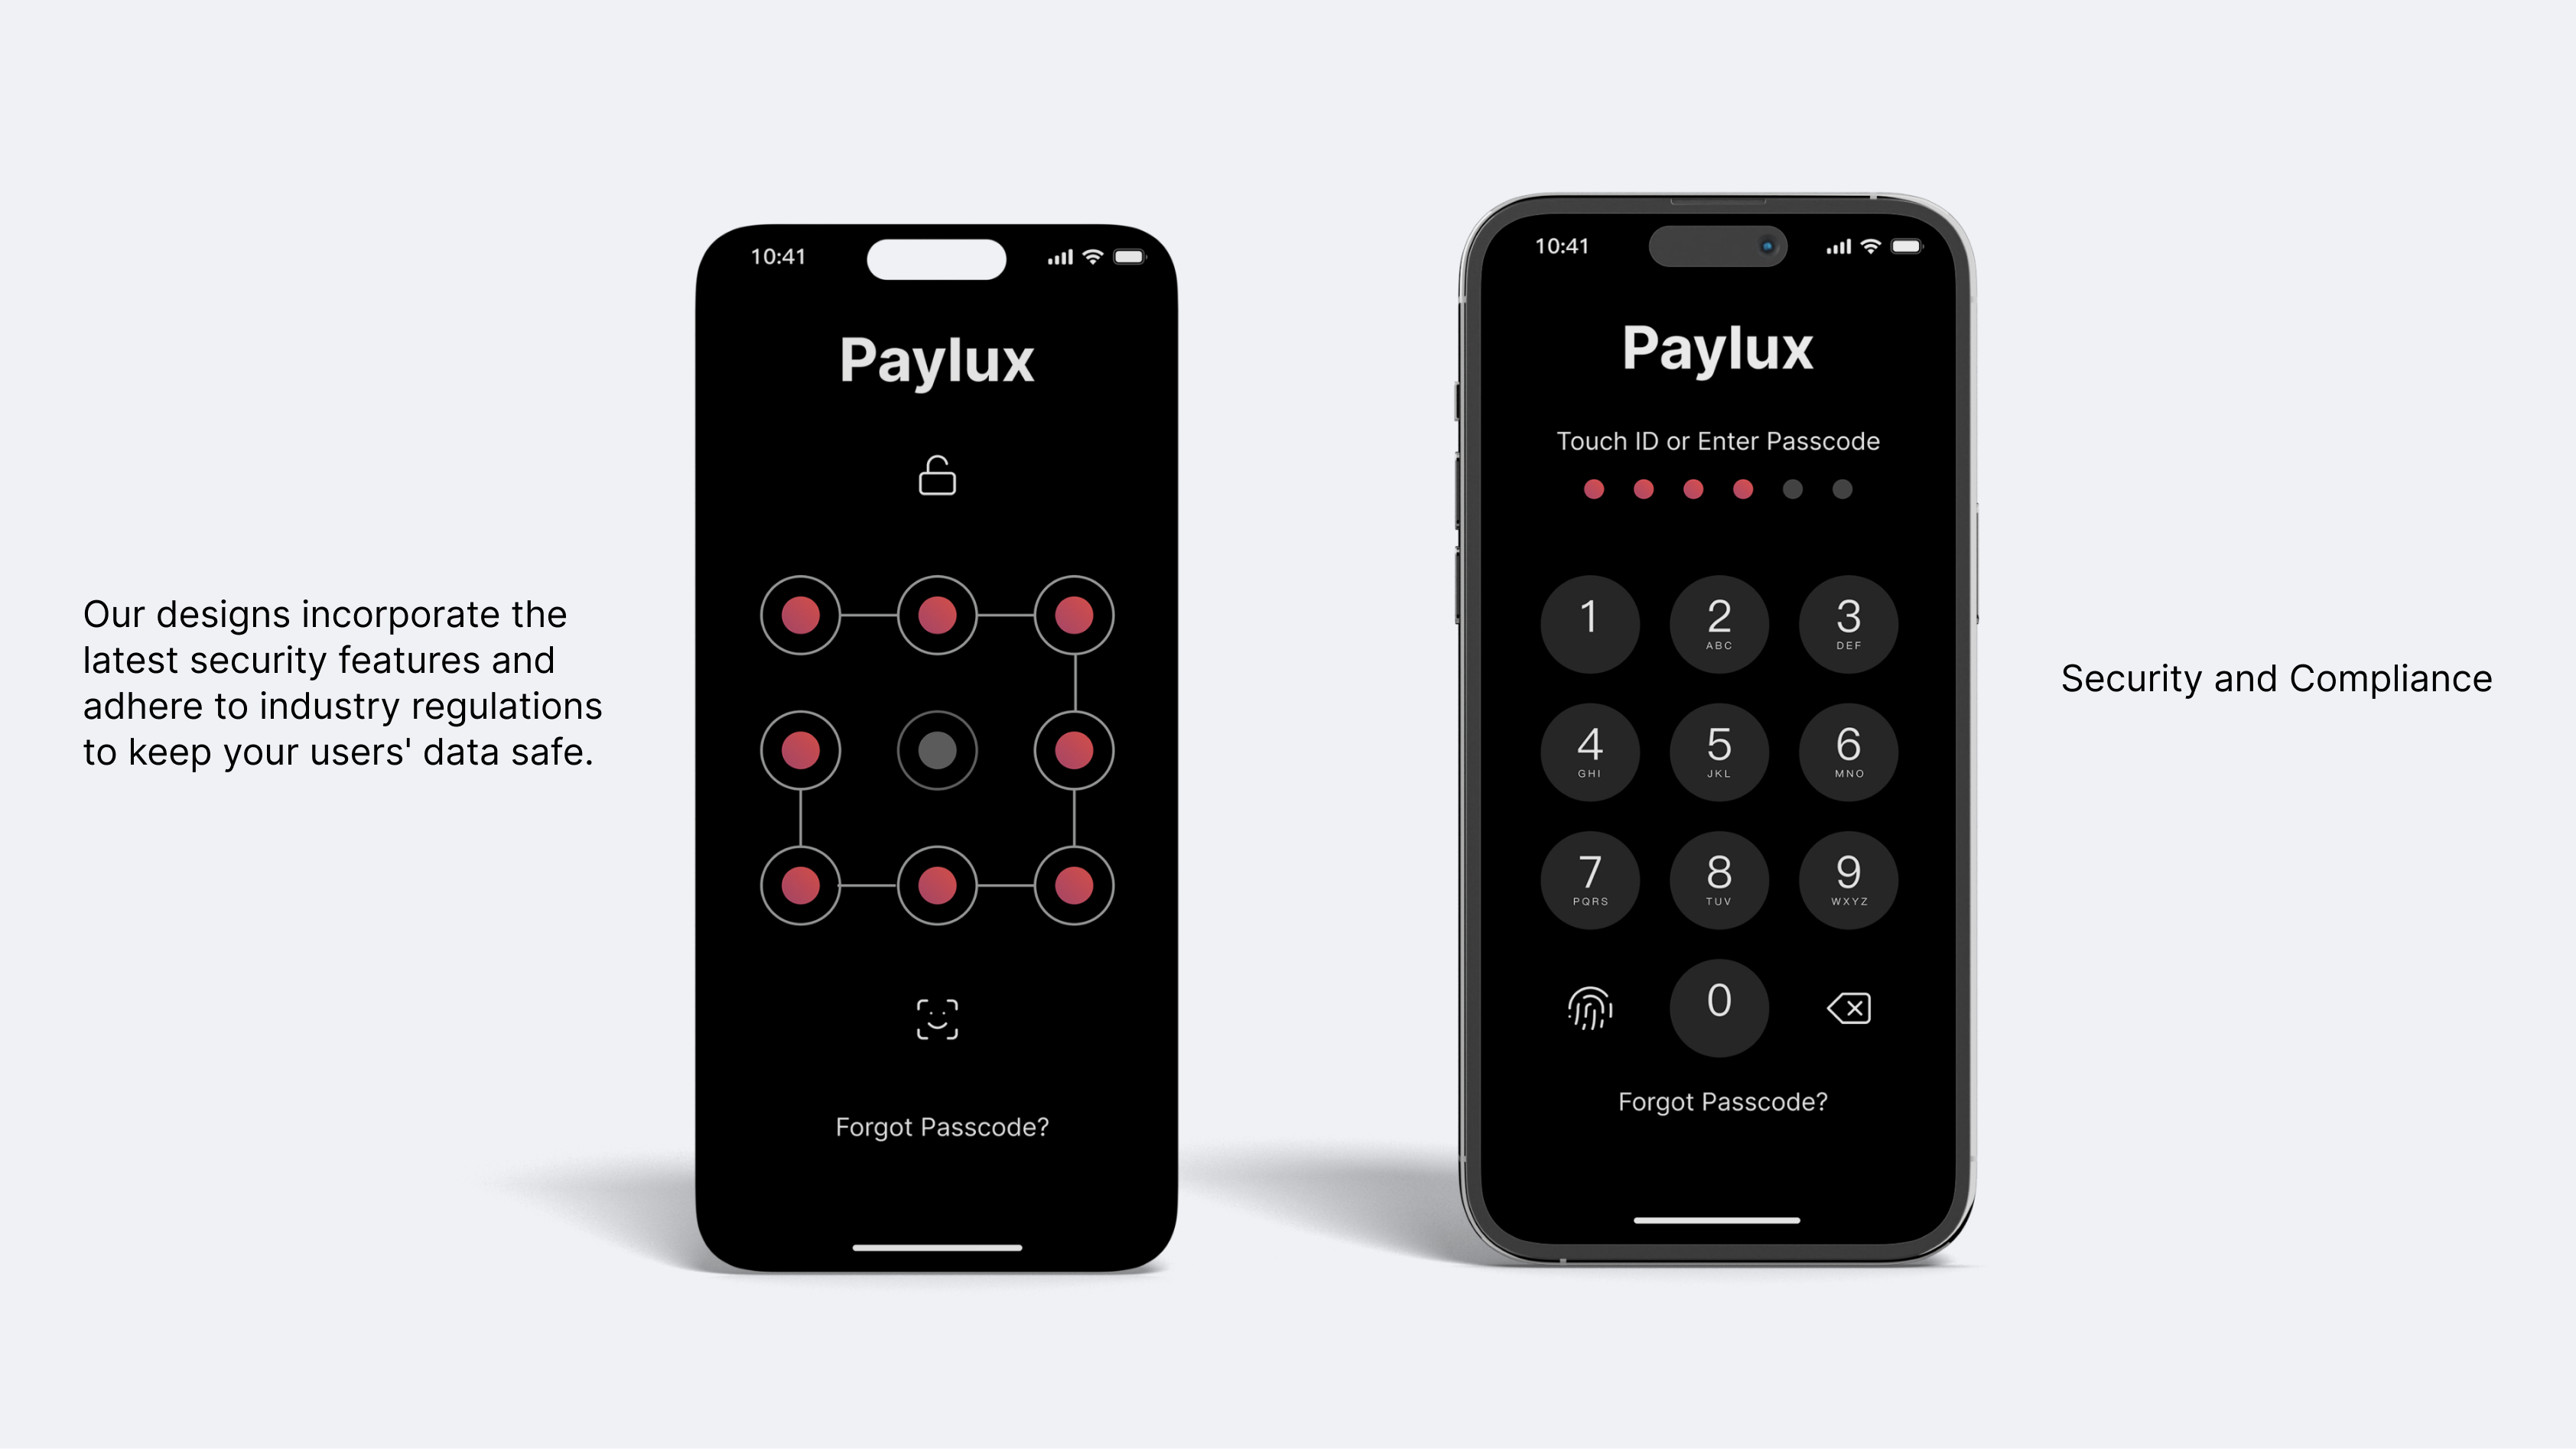 Our designs incorporate the
latest security features and
adhere to industry regulations
to keep your users' data safe.
10:41
Paylux
Forgot Passcode?
10:41
Paylux
Touch ID or Enter Passcode
1 2 3
ABC DEF
4 5 6
GHI JKL MNO
7 8 9
PQRS TUV WXYZ
0
Forgot Passcode?
Security and Compliance